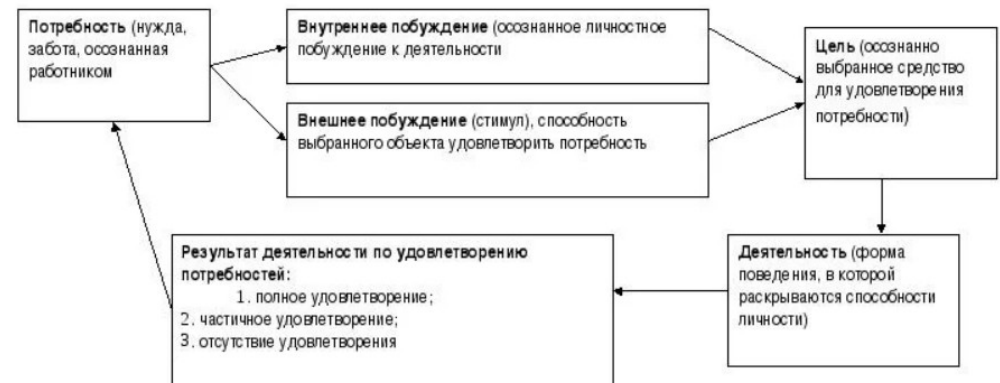 Потребность (нужда,
забота, осознанная
работником
Внутреннее побуждение (осознанное личностное
побуждение к деятельности
Внешнее побуждение (стимул), способность
выбранного объекта удовлетворить потребность
Цель (осознанно
выбранное средство
для удовлетворения
потребности)
Деятельность (форма
поведения, в которой
раскрываются способности
личности)
Результат деятельности по удовлетворению
потребностей:
1. полное удовлетворение;
2. частичное удовлетворение;
3. отсутствие удовлетворения